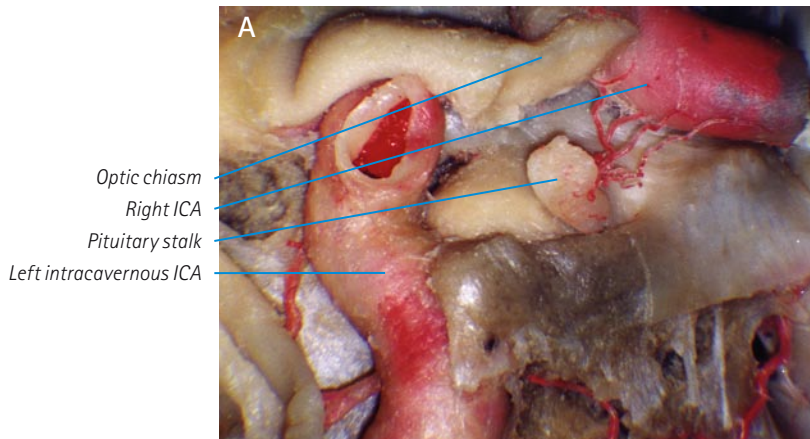 A
Optic chiasm
Right ICA
Pituitary stalk
Left intracavernous ICA